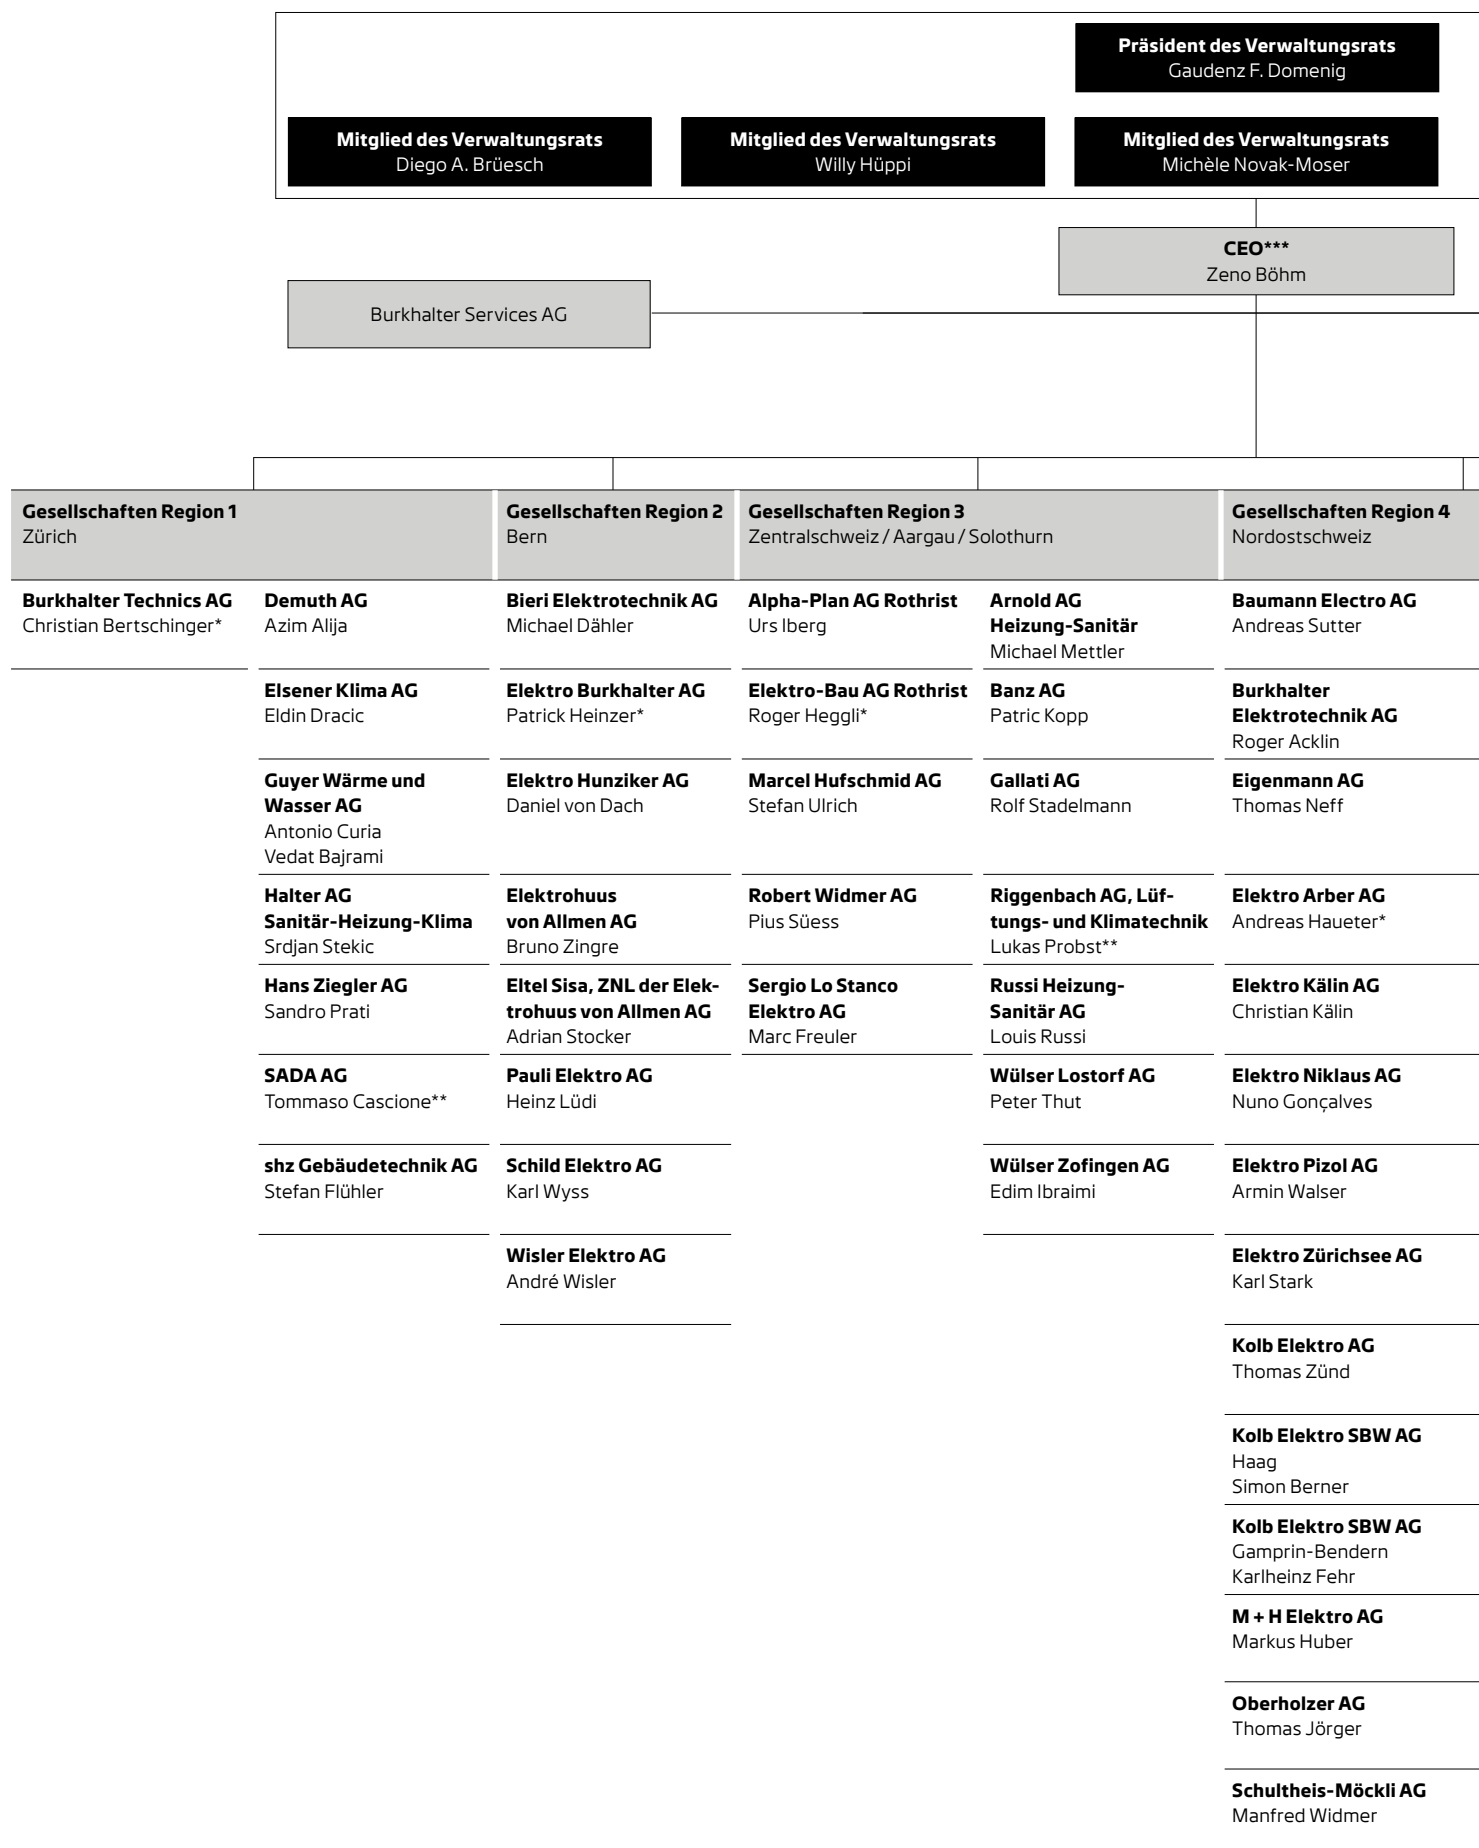 Präsident des Verwaltungsrats
Gaudenz F. Domenig
Mitglied des Verwaltungsrats
Diego A. Brüesch
Mitglied des Verwaltungsrats
Willy Hüppi
Mitglied des Verwaltungsrats
Michèle Novak-Moser
CEO***
Zeno Böhm
Burkhalter Services AG
Gesellschaften Region 1
Zürich
Burkhalter Technics AG
Christian Bertschinger*
Demuth AG
Azim Alija
Elsener Klima AG
Eldin Dracic
Guyer Wärme und
Wasser AG
Antonio Curia
Vedat Bajrami
Halter AG
Sanitär-Heizung-Klima
Srdjan Stekic
Hans Ziegler AG
Sandro Prati
SADA AG
Tommaso Cascione**
shz Gebäudetechnik AG
Stefan Flühler
Gesellschaften Region 2
Bern
Bieri Elektrotechnik AG
Michael Dähler
Elektro Burkhalter AG
Patrick Heinzer*
Elektro Hunziker AG
Daniel von Dach
Elektrohuus
von Allmen AG
Bruno Zingre
Eltel Sisa, ZNL der Elek-
trohuus von Allmen AG
Adrian Stocker
Pauli Elektro AG
Heinz Lüdi
Schild Elektro AG
Karl Wyss
Wisler Elektro AG
André Wisler
Gesellschaften Region 3
Zentralschweiz / Aargau / Solothurn
Alpha-Plan AG Rothrist
Urs Iberg
Elektro-Bau AG Rothrist
Roger Heggli*
Marcel Hufschmid AG
Stefan Ulrich
Robert Widmer AG
Pius Süess
Sergio Lo Stanco
Elektro AG
Marc Freuler
Arnold AG
Heizung-Sanitär
Michael Mettler
Banz AG
Patric Kopp
Gallati AG
Rolf Stadelmann
Riggenbach AG, Lüf-
tungs- und Klimatechnik
Lukas Probst**
Russi Heizung-
Sanitär AG
Louis Russi
Wülser Lostorf AG
Peter Thut
Wülser Zofingen AG
Edim Ibraimi
Gesellschaften Region 4
Nordostschweiz
Baumann Electro AG
Andreas Sutter
Burkhalter
Elektrotechnik AG
Roger Acklin
Eigenmann AG
Thomas Neff
Elektro Arber AG
Andreas Haueter*
Elektro Kälin AG
Christian Kälin
Elektro Niklaus AG
Nuno Gonçalves
Elektro Pizol AG
Armin Walser
Elektro Zürichsee AG
Karl Stark
Kolb Elektro AG
Thomas Zünd
Kolb Elektro SBW AG
Haag
Simon Berner
Kolb Elektro SBW AG
Gamprin-Bendern
Karlheinz Fehr
M + H Elektro AG
Markus Huber
Oberholzer AG
Thomas Jörger
Schultheis-Möckli AG
Manfred Widmer